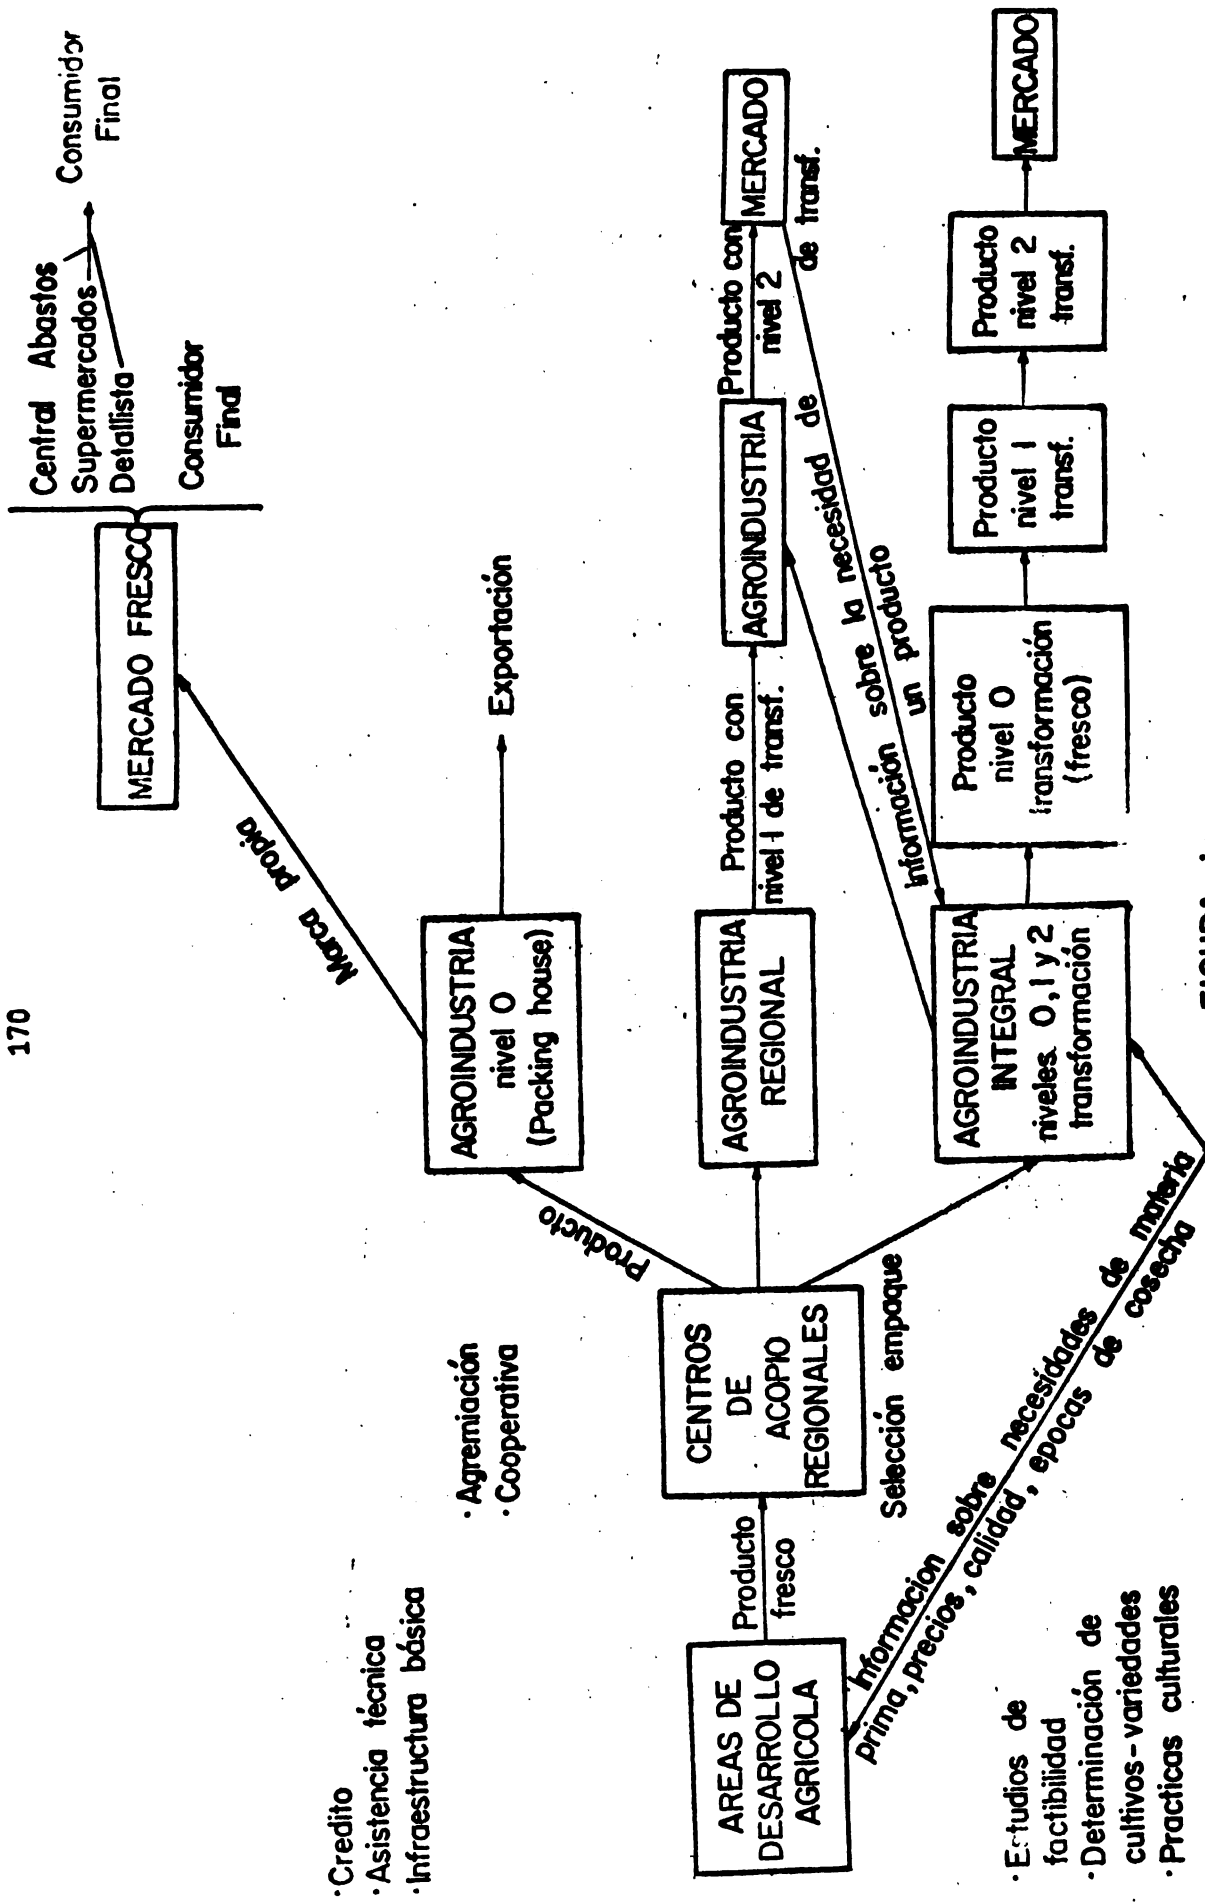 170
Central Abastos
Supermercados
Detallista
Consumidor
Final
Consumidor
Final
MERCADO FRESCO
Marca propia
Exportación
AGROINDUSTRIA
nivel 0
(Packing house)
Producto
·Credito
·Asistencia técnica
·Infraestructura básica
·Agremiación
·Cooperativa
AREAS DE
DESARROLLO
AGRICOLA
Producto
fresco
CENTROS
DE
ACOPIO
REGIONALES
Selección empaque
AGROINDUSTRIA
REGIONAL
Producto con
nivel 1 de transf.
AGROINDUSTRIA
Producto con
nivel 2
de transf.
MERCADO
Información sobre la necesidad de
un producto
AGROINDUSTRIA
INTEGRAL
niveles 0, 1 y 2
transformación
Producto
nivel 0
transformación
(fresco)
Producto
nivel 1
transf.
Producto
nivel 2
transf.
MERCADO
Informacion sobre necesidades de materia
prima, precios, calidad, epocas de cosecha
·Estudios de
factibilidad
·Determinación de
cultivos-variedades
·Practicas culturales